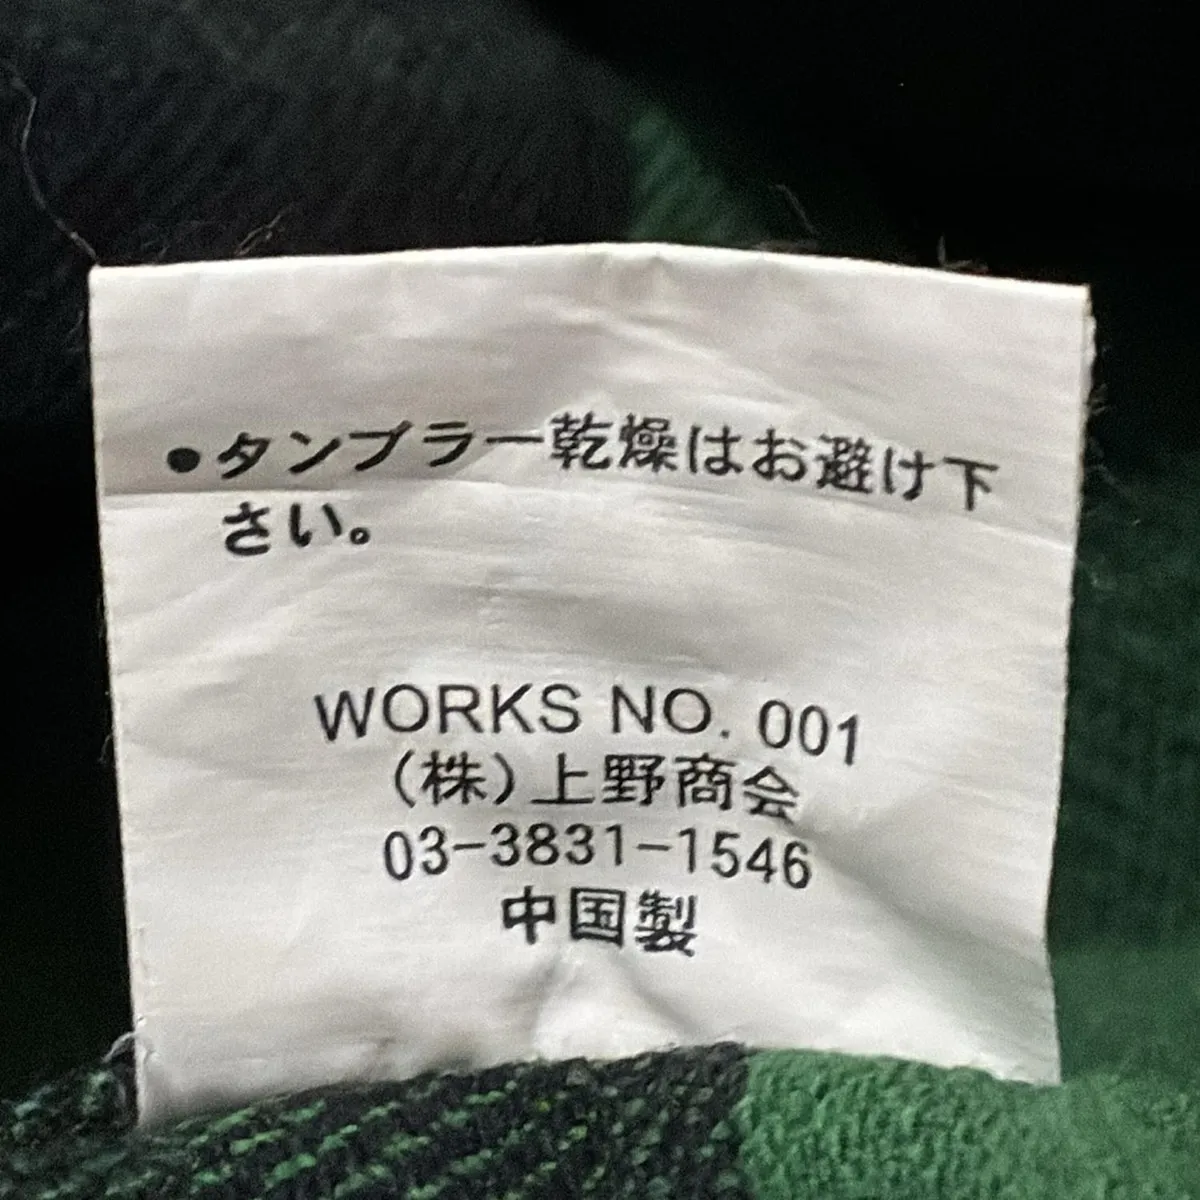 ●タンブラー乾燥はお避け下
さい。
WORKS NO. 001
(株)上野商会
03-3831-1546
中国製